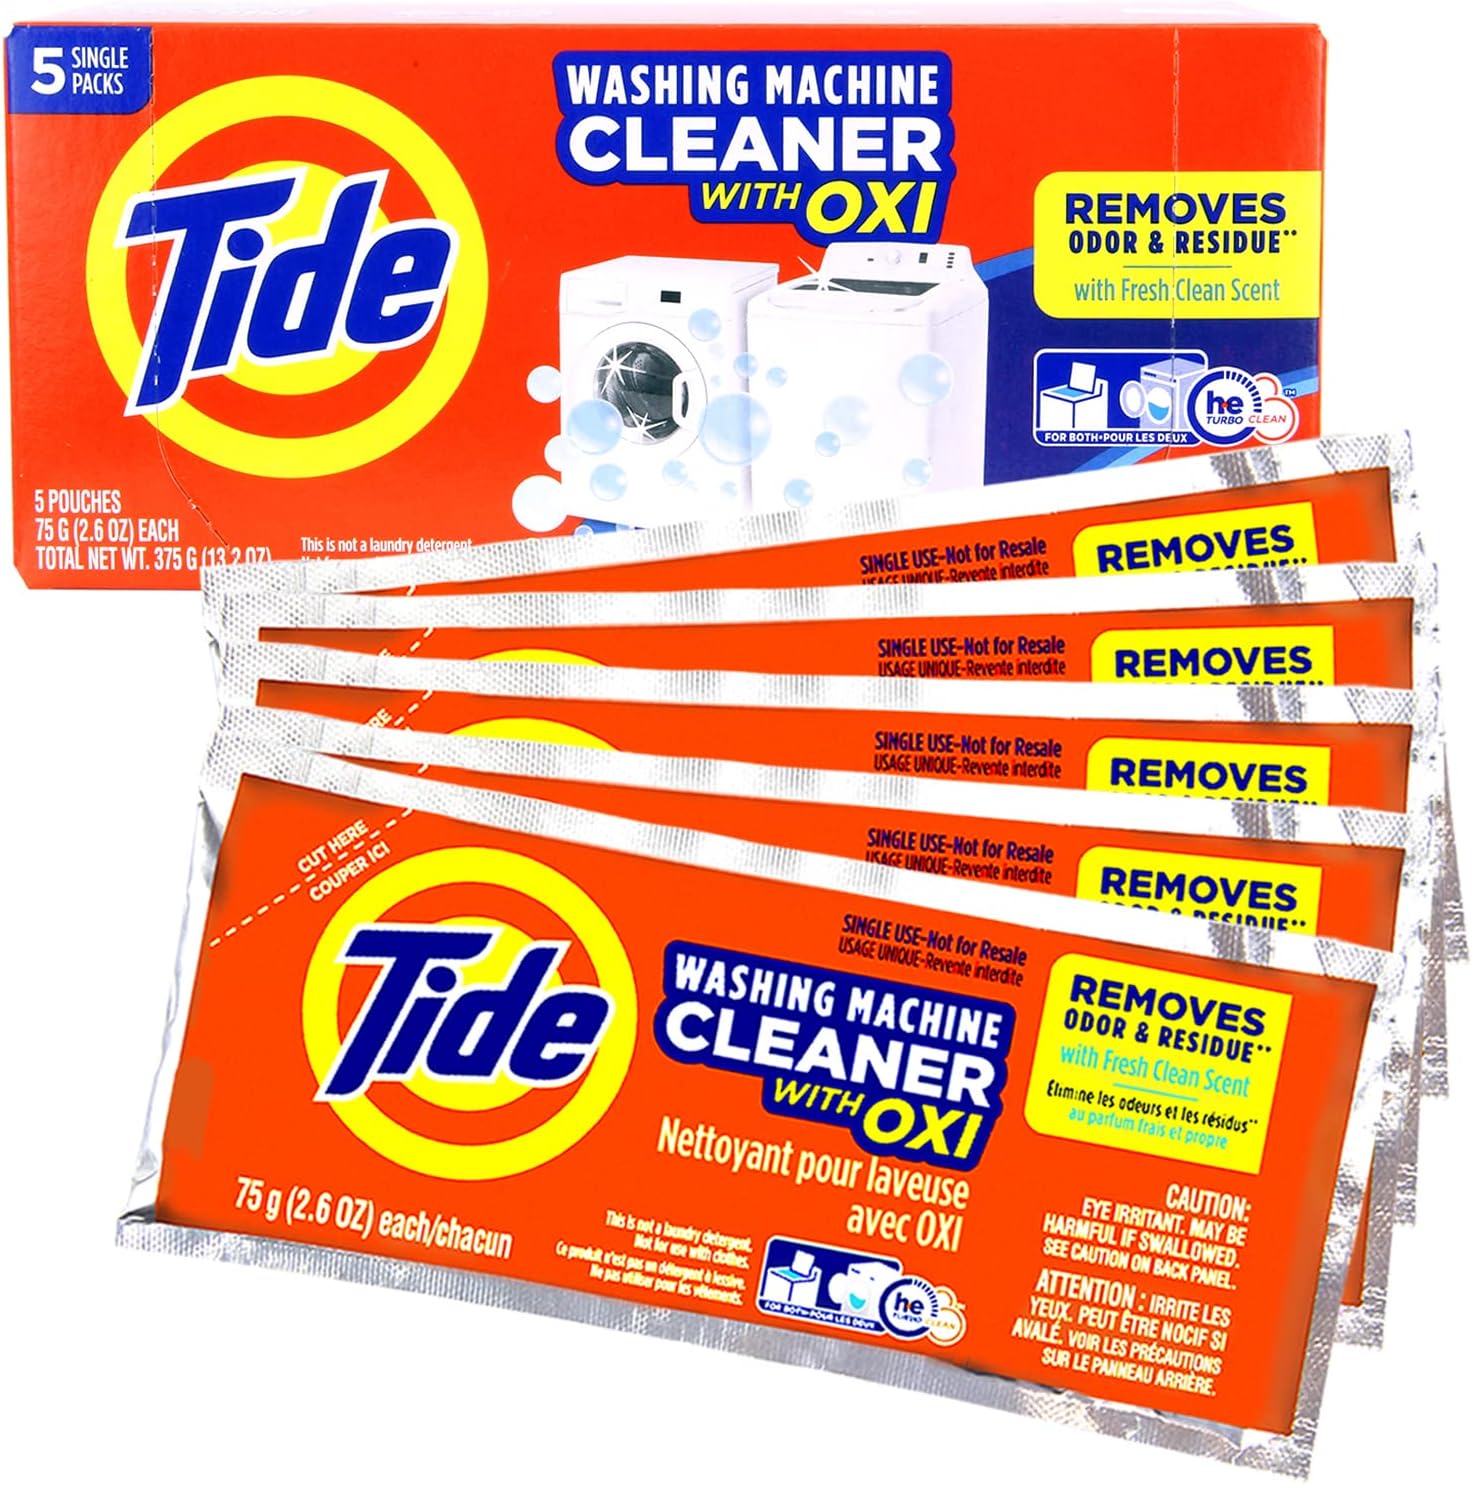 5 SINGLE
PACKS
Tide
WASHING MACHINE
CLEANER
WITH OXI
REMOVES
ODOR & RESIDUE**
with Fresh Clean Scent
FOR BOTH•POUR LES DEUX
he
TURBO CLEAN™
5 POUCHES
75 G (2.6 OZ) EACH
TOTAL NET WT. 375 G (13.2 OZ)
This is not a laundry detergent.
SINGLE USE-Not for Resale
USAGE UNIQUE-Revente interdite
REMOVES
SINGLE USE-Not for Resale
USAGE UNIQUE-Revente interdite
REMOVES
RE
SINGLE USE-Not for Resale
USAGE UNIQUE-Revente interdite
REMOVES
SINGLE USE-Not for Resale
USAGE UNIQUE-Revente interdite
REMOVES
ODOR & RESIDUE**
CUT HERE
COUPER ICI
Tide
SINGLE USE-Not for Resale
USAGE UNIQUE-Revente interdite
WASHING MACHINE
CLEANER
WITH OXI
Nettoyant pour laveuse
avec OXI
REMOVES
ODOR & RESIDUE**
with Fresh Clean Scent
Élimine les odeurs et les résidus**
au parfum frais et propre
75 g (2.6 OZ) each/chacun
This is not a laundry detergent.
Not for use with clothes.
Ce produit n'est pas un détergent à lessive.
Ne pas utiliser pour les vêtements.
FOR BOTH•POUR LES DEUX
he
TURBO CLEAN™
CAUTION:
EYE IRRITANT. MAY BE
HARMFUL IF SWALLOWED.
SEE CAUTION ON BACK PANEL.
ATTENTION : IRRITE LES
YEUX. PEUT ÊTRE NOCIF SI
AVALÉ. VOIR LES PRÉCAUTIONS
SUR LE PANNEAU ARRIÈRE.